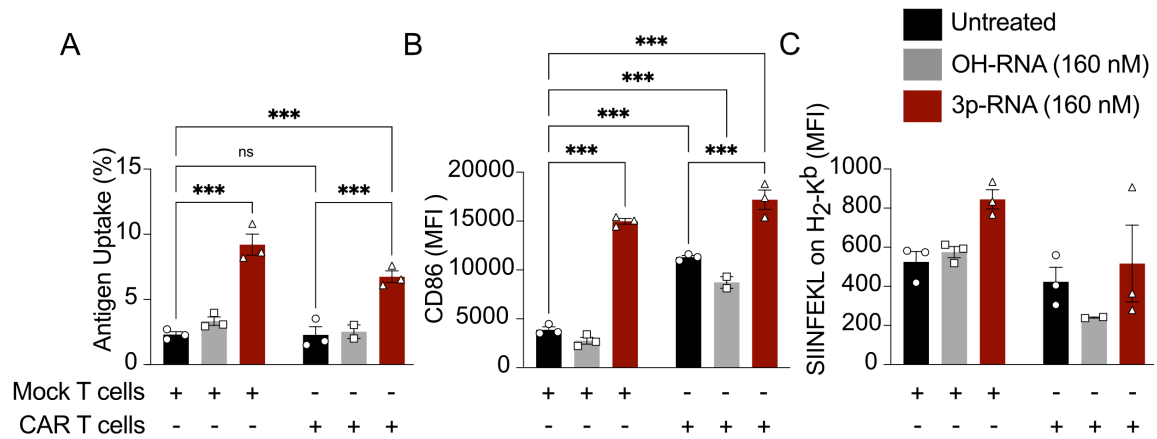 A
B
C
Untreated
OH-RNA (160 nM)
3p-RNA (160 nM)
Antigen Uptake (%)
15
10
5
0
***
ns
***
***
CD86 (MFI )
20000
15000
10000
5000
0
***
***
***
***
***
SIINFEKL on H2-Kb (MFI)
1000
800
600
400
200
0
Mock T cells + + + - - - + + + - - - + + + - - -
CAR T cells - - - + + + - - - + + + - - - + + +